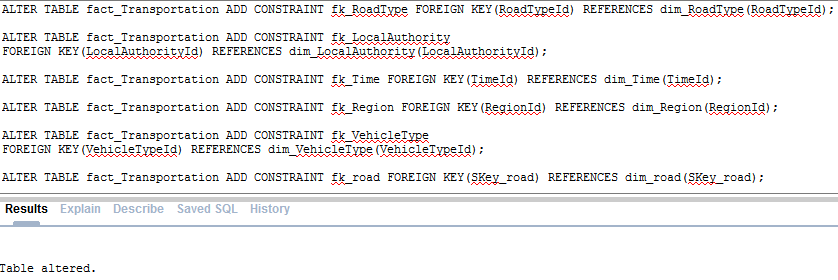 ALTER TABLE fact_Transportation ADD CONSTRAINT fk_RoadType FOREIGN KEY(RoadTypeId) REFERENCES dim_RoadType(RoadTypeId);
ALTER TABLE fact_Transportation ADD CONSTRAINT fk_LocalAuthority
FOREIGN KEY(LocalAuthorityId) REFERENCES dim_LocalAuthority(LocalAuthorityId);
ALTER TABLE fact_Transportation ADD CONSTRAINT fk_Time FOREIGN KEY(TimeId) REFERENCES dim_Time(TimeId);
ALTER TABLE fact_Transportation ADD CONSTRAINT fk_Region FOREIGN KEY(RegionId) REFERENCES dim_Region(RegionId);
ALTER TABLE fact_Transportation ADD CONSTRAINT fk_VehicleType
FOREIGN KEY(VehicleTypeId) REFERENCES dim_VehicleType(VehicleTypeId);
ALTER TABLE fact_Transportation ADD CONSTRAINT fk_road FOREIGN KEY(SKey_road) REFERENCES dim_road(SKey_road);
Results Explain Describe Saved SQL History
Table altered.